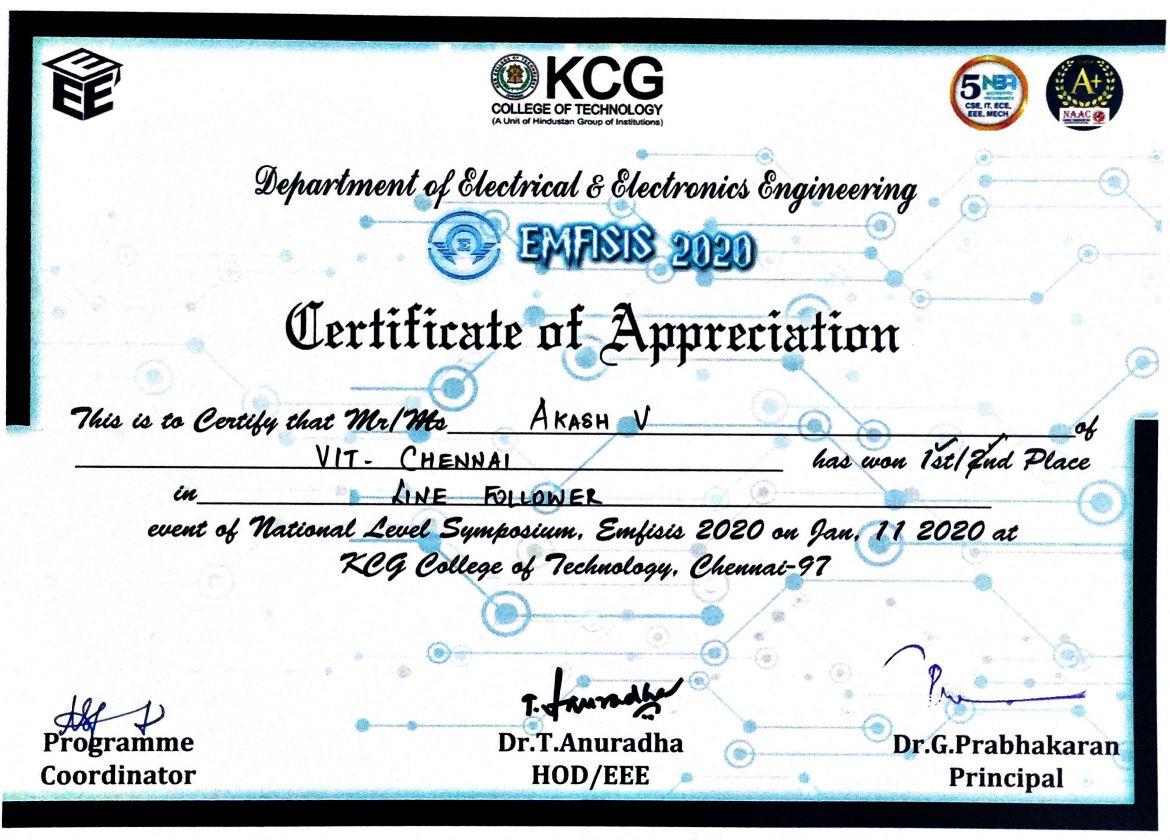 EEE
KCG
COLLEGE OF TECHNOLOGY
(A Unit of Hindustan Group of Institutions)
5 NBA
CSE, IT, ECE,
EEE, MECH
A+
NAAC
Department of Electrical & Electronics Engineering
EMFISIS 2020
Certificate of Appreciation
This is to Certify that Mr/Ms AKASH V of
VIT- CHENNAI has won 1st/2nd Place
in LINE FOLLOWER
event of National Level Symposium, Emfisis 2020 on Jan, 11 2020 at
KCG College of Technology, Chennai-97
T. Anuradha
Programme
Coordinator
Dr.T.Anuradha
HOD/EEE
Dr.G.Prabhakaran
Principal